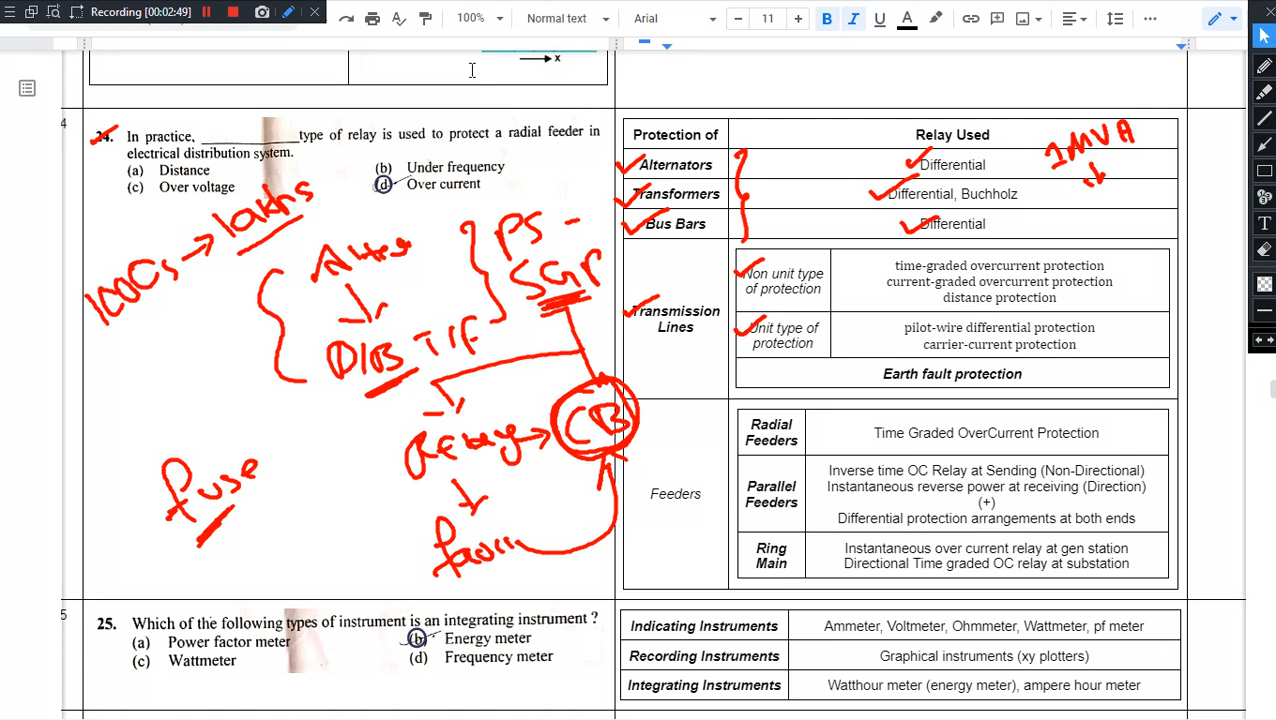 Recording [00:02:49]
100%
Normal text
Arial
11
B
I
U
A
x
4
24. In practice, ______________type of relay is used to protect a radial feeder in
electrical distribution system.
(a) Distance
(b) Under frequency
(c) Over voltage
(d) Over current
1000s → lakhs
Fuse
D/B T/F
PS -
SGP
Relay
CB
1MVA
Protection of
Relay Used
Alternators
Differential
Transformers
Differential, Buchholz
Bus Bars
Differential
Transmission
Lines
Non unit type
of protection
time-graded overcurrent protection
current-graded overcurrent protection
distance protection
Unit type of
protection
pilot-wire differential protection
carrier-current protection
Earth fault protection
Feeders
Radial
Feeders
Time Graded OverCurrent Protection
Parallel
Feeders
Inverse time OC Relay at Sending (Non-Directional)
Instantaneous reverse power at receiving (Direction)
(+)
Differential protection arrangements at both ends
Ring
Main
Instantaneous over current relay at gen station
Directional Time graded OC relay at substation
5
25. Which of the following types of instrument is an integrating instrument ?
(a) Power factor meter
(b) Energy meter
(c) Wattmeter
(d) Frequency meter
Indicating Instruments
Ammeter, Voltmeter, Ohmmeter, Wattmeter, pf meter
Recording Instruments
Graphical instruments (xy plotters)
Integrating Instruments
Watthour meter (energy meter), ampere hour meter